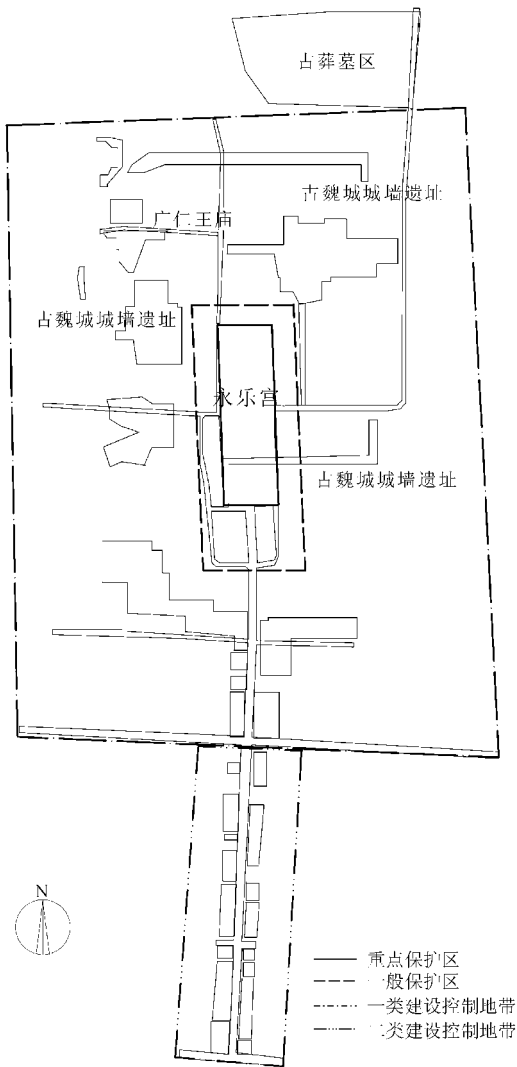 古葬墓区
古魏城城墙遗址
广仁王庙
古魏城城墙遗址
永乐宫
古魏城城墙遗址
N
重点保护区
一般保护区
一类建设控制地带
二类建设控制地带